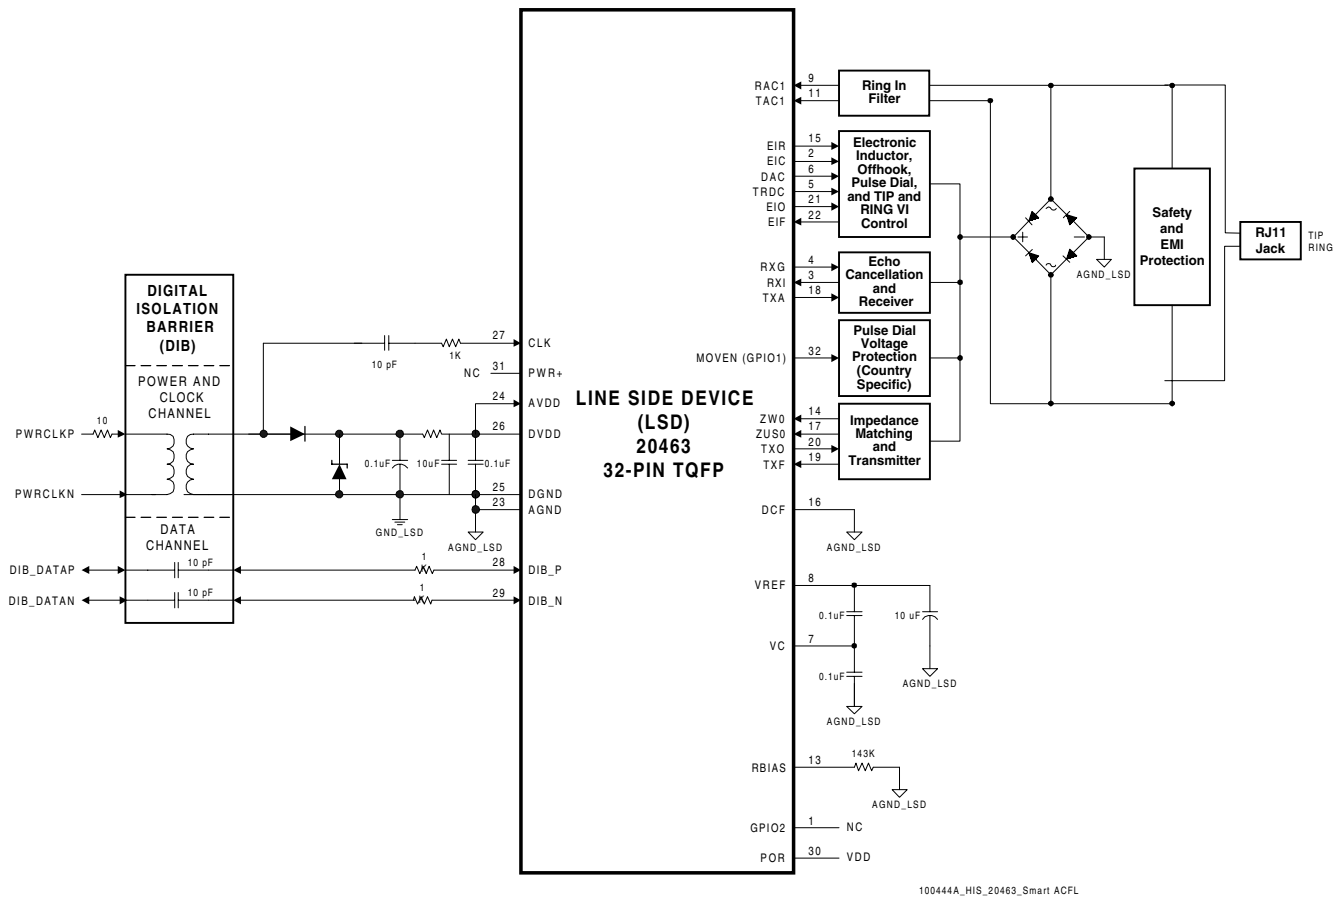 DIGITAL
ISOLATION
BARRIER
(DIB)
POWER AND
CLOCK
CHANNEL
DATA
CHANNEL
PWRCLKP
10
PWRCLKN
DIB_DATAP
10 pF
DIB_DATAN
10 pF
10 pF
1K
NC
0.1uF
10uF
0.1uF
GND_LSD
AGND_LSD
1
1
27 CLK
31 PWR+
24 AVDD
26 DVDD
25 DGND
23 AGND
28 DIB_P
29 DIB_N
LINE SIDE DEVICE
(LSD)
20463
32-PIN TQFP
RAC1 9
TAC1 11
Ring In
Filter
EIR 15
EIC 2
DAC 6
TRDC 5
EIO 21
EIF 22
Electronic
Inductor,
Offhook,
Pulse Dial,
and TIP and
RING VI
Control
RXG 4
RXI 3
TXA 18
Echo
Cancellation
and
Receiver
MOVEN (GPIO1) 32
Pulse Dial
Voltage
Protection
(Country
Specific)
ZW0 14
ZUS0 17
TXO 20
TXF 19
Impedance
Matching
and
Transmitter
~
+ −
~
AGND_LSD
Safety
and
EMI
Protection
RJ11
Jack
TIP
RING
DCF 16
AGND_LSD
VREF 8
0.1uF
10 uF
VC 7
0.1uF
AGND_LSD
AGND_LSD
RBIAS 13
143K
AGND_LSD
GPIO2 1 NC
POR 30 VDD
100444A_HIS_20463_Smart ACFL